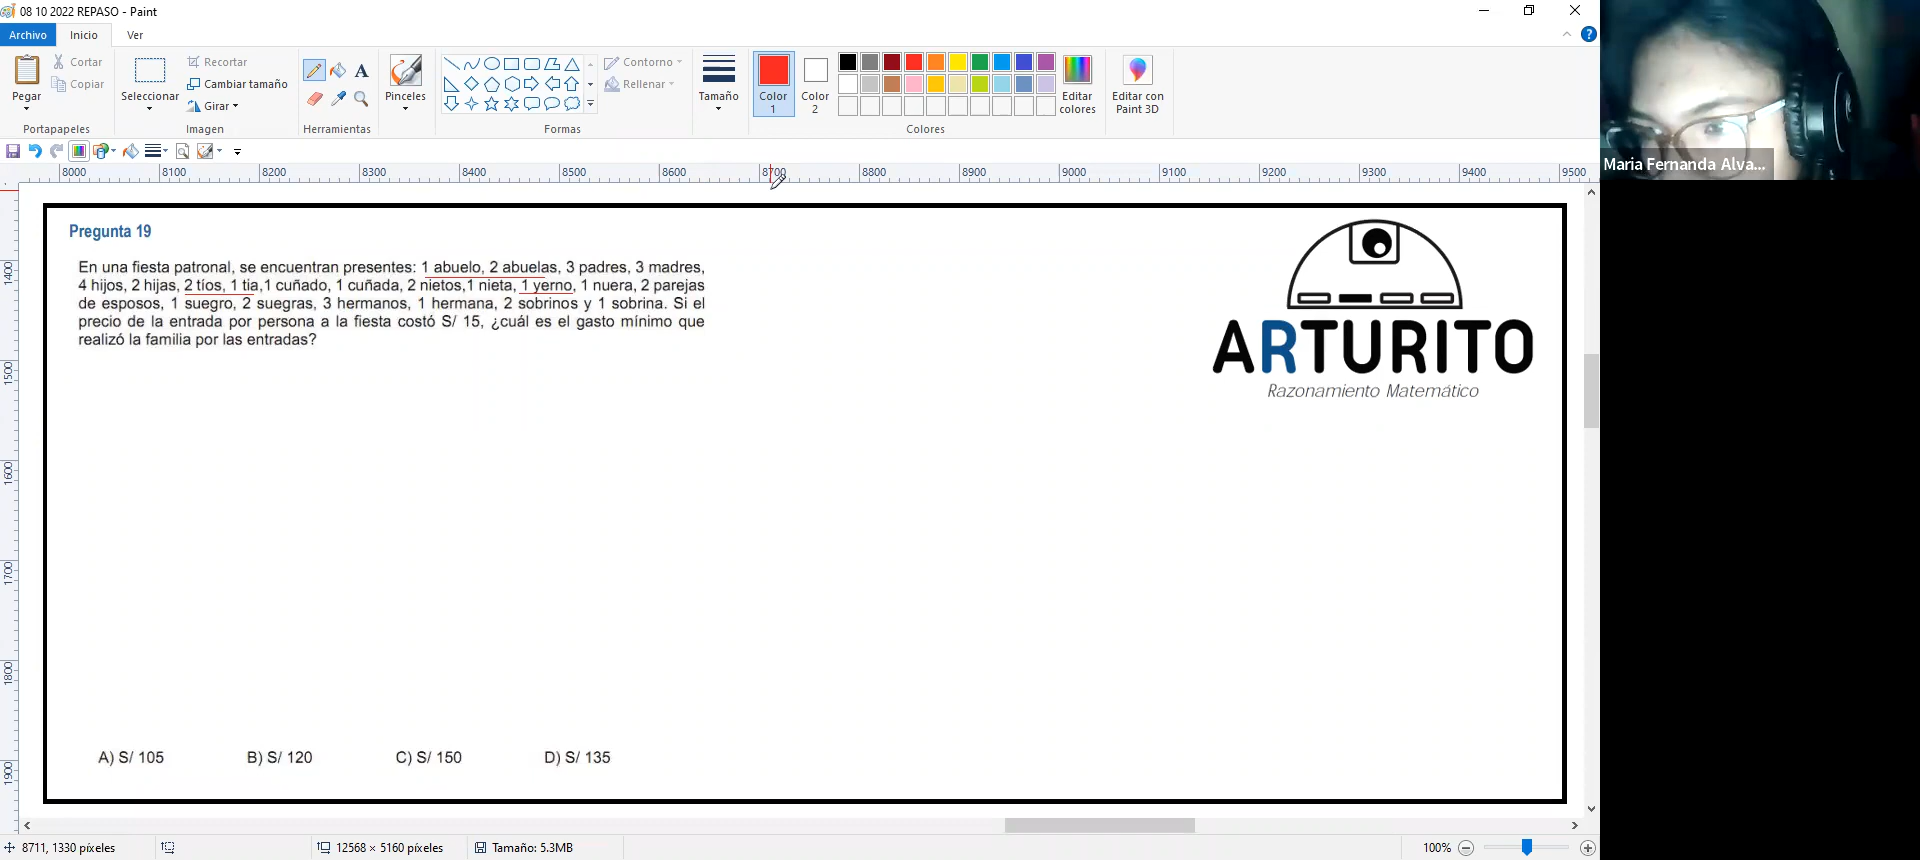 08 10 2022 REPASO - Paint
Archivo Inicio Ver
Pegar
Cortar
Copiar
Portapapeles
Seleccionar
Recortar
Cambiar tamaño
Girar
Imagen
A
Herramientas
Pinceles
Contorno
Rellenar
Formas
Tamaño
Color 1
Color 2
Editar colores
Colores
Editar con Paint 3D
8000 8100 8200 8300 8400 8500 8600 8700 8800 8900 9000 9100 9200 9300 9400 9500
1400
1500
1600
1700
1800
1900
Pregunta 19
En una fiesta patronal, se encuentran presentes: 1 abuelo, 2 abuelas, 3 padres, 3 madres,
4 hijos, 2 hijas, 2 tíos, 1 tia,1 cuñado, 1 cuñada, 2 nietos,1 nieta, 1 yerno, 1 nuera, 2 parejas
de esposos, 1 suegro, 2 suegras, 3 hermanos, 1 hermana, 2 sobrinos y 1 sobrina. Si el
precio de la entrada por persona a la fiesta costó S/ 15, ¿cuál es el gasto mínimo que
realizó la familia por las entradas?
ARTURITO
Razonamiento Matemático
A) S/ 105 B) S/ 120 C) S/ 150 D) S/ 135
Maria Fernanda Alva...
8711, 1330 píxeles 12568 × 5160 píxeles Tamaño: 5.3MB 100%